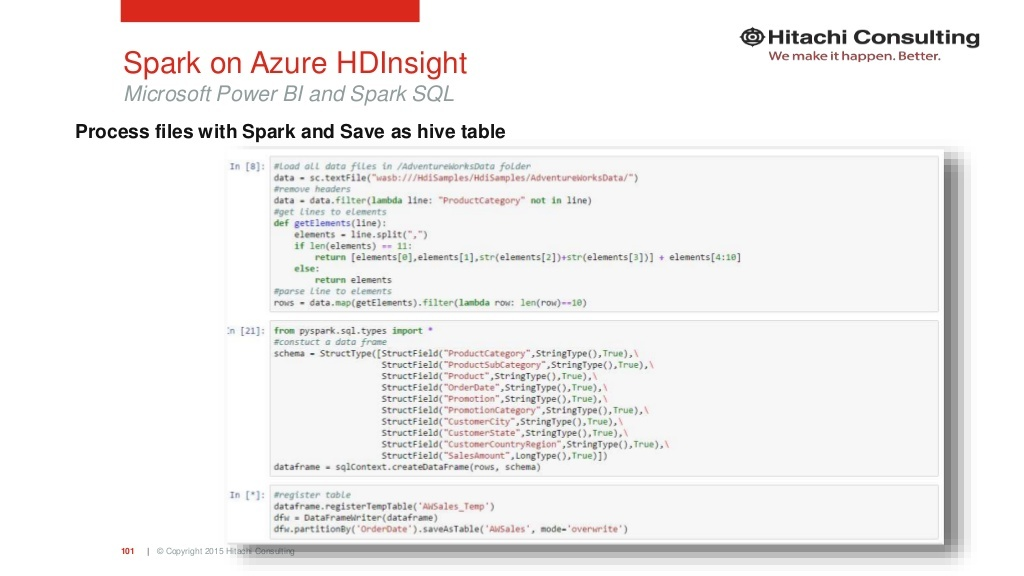 Hitachi Consulting
We make it happen. Better.
Spark on Azure HDInsight
Microsoft Power BI and Spark SQL
Process files with Spark and Save as hive table
In [8]:
#load all data files in /AdventureWorksData folder
data = sc.textFile("wasb:///HdiSamples/HdiSamples/AdventureWorksData/")
#remove headers
data = data.filter(lambda line: "ProductCategory" not in line)
#get lines to elements
def getElements(line):
    elements = line.split(",")
    if len(elements) == 11:
        return [elements[0],elements[1],str(elements[2])+str(elements[3])] + elements[4:10]
    else:
        return elements
#parse line to elements
rows = data.map(getElements).filter(lambda row: len(row)==10)
In [21]:
from pyspark.sql.types import *
#constuct a data frame
schema = StructType([StructField("ProductCategory",StringType(),True),\
StructField("ProductSubCategory",StringType(),True),\
StructField("Product",StringType(),True),\
StructField("OrderDate",StringType(),True),\
StructField("Promotion",StringType(),True),\
StructField("PromotionCategory",StringType(),True),\
StructField("CustomerCity",StringType(),True),\
StructField("CustomerState",StringType(),True),\
StructField("CustomerCountryRegion",StringType(),True),\
StructField("SalesAmount",LongType(),True)])
dataframe = sqlContext.createDataFrame(rows, schema)
In [*]:
#register table
dataframe.registerTempTable('AWSales_Temp')
dfw = DataFrameWriter(dataframe)
dfw.partitionBy('OrderDate').saveAsTable('AWSales', mode='overwrite')
101 | © Copyright 2015 Hitachi Consulting